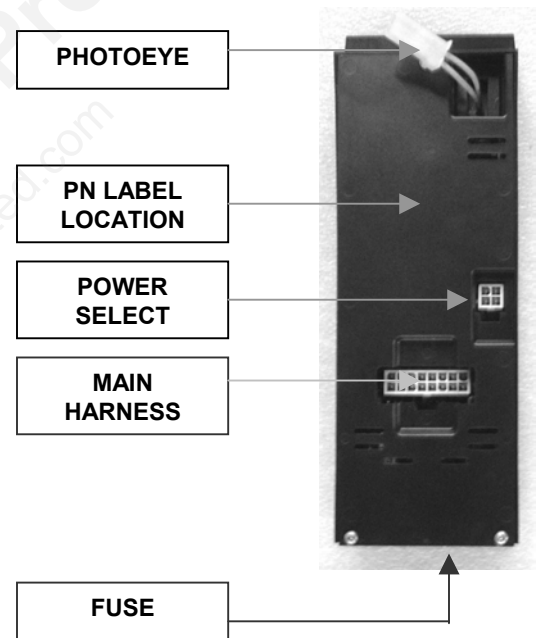 PHOTOEYE
PN LABEL
LOCATION
POWER
SELECT
MAIN
HARNESS
FUSE